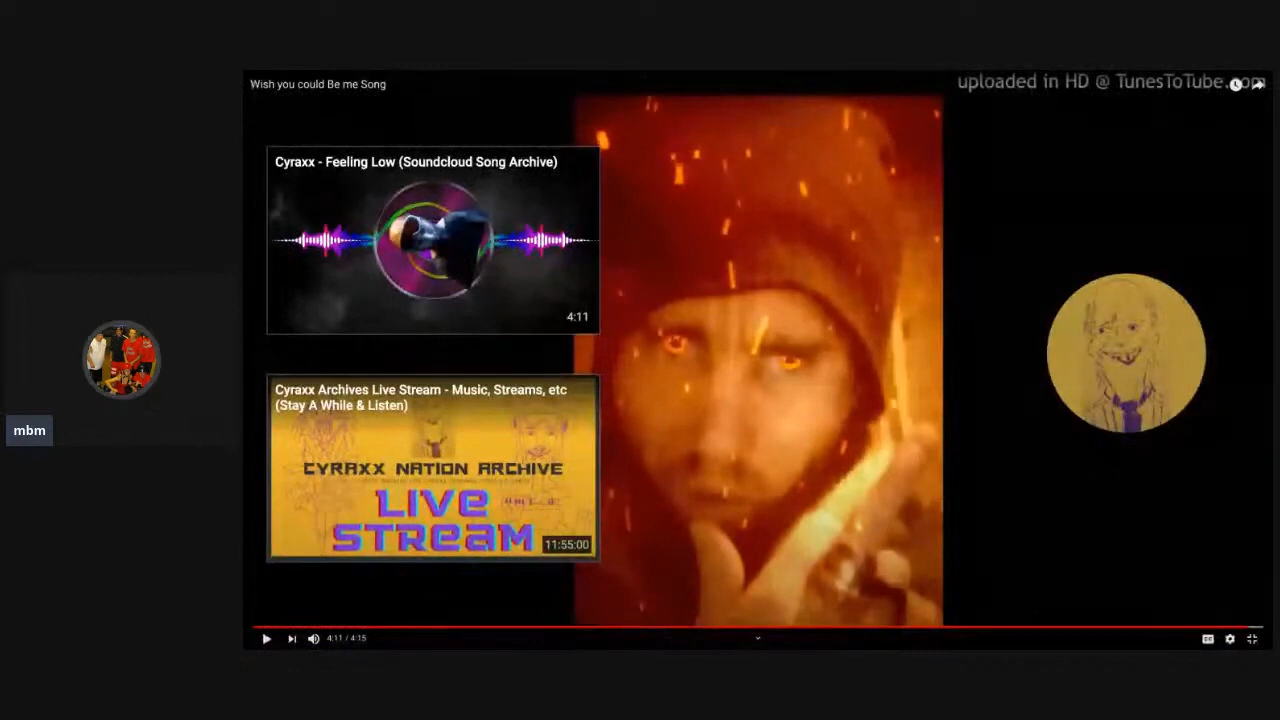 Wish you could Be me Song
uploaded in HD @ TunesToTube.com
Cyraxx - Feeling Low (Soundcloud Song Archive)
4:11
Cyraxx Archives Live Stream - Music, Streams, etc
(Stay A While & Listen)
CYRAXX NATION ARCHIVE
LIVE
STREAM
11:55:00
mbm
4:11 / 4:15